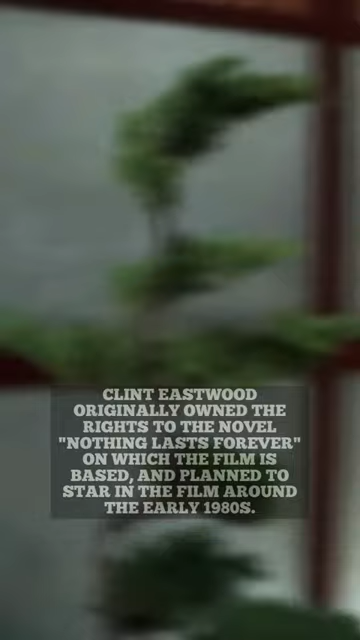 CLINT EASTWOOD
ORIGINALLY OWNED THE
RIGHTS TO THE NOVEL
"NOTHING LASTS FOREVER"
ON WHICH THE FILM IS
BASED, AND PLANNED TO
STAR IN THE FILM AROUND
THE EARLY 1980S.